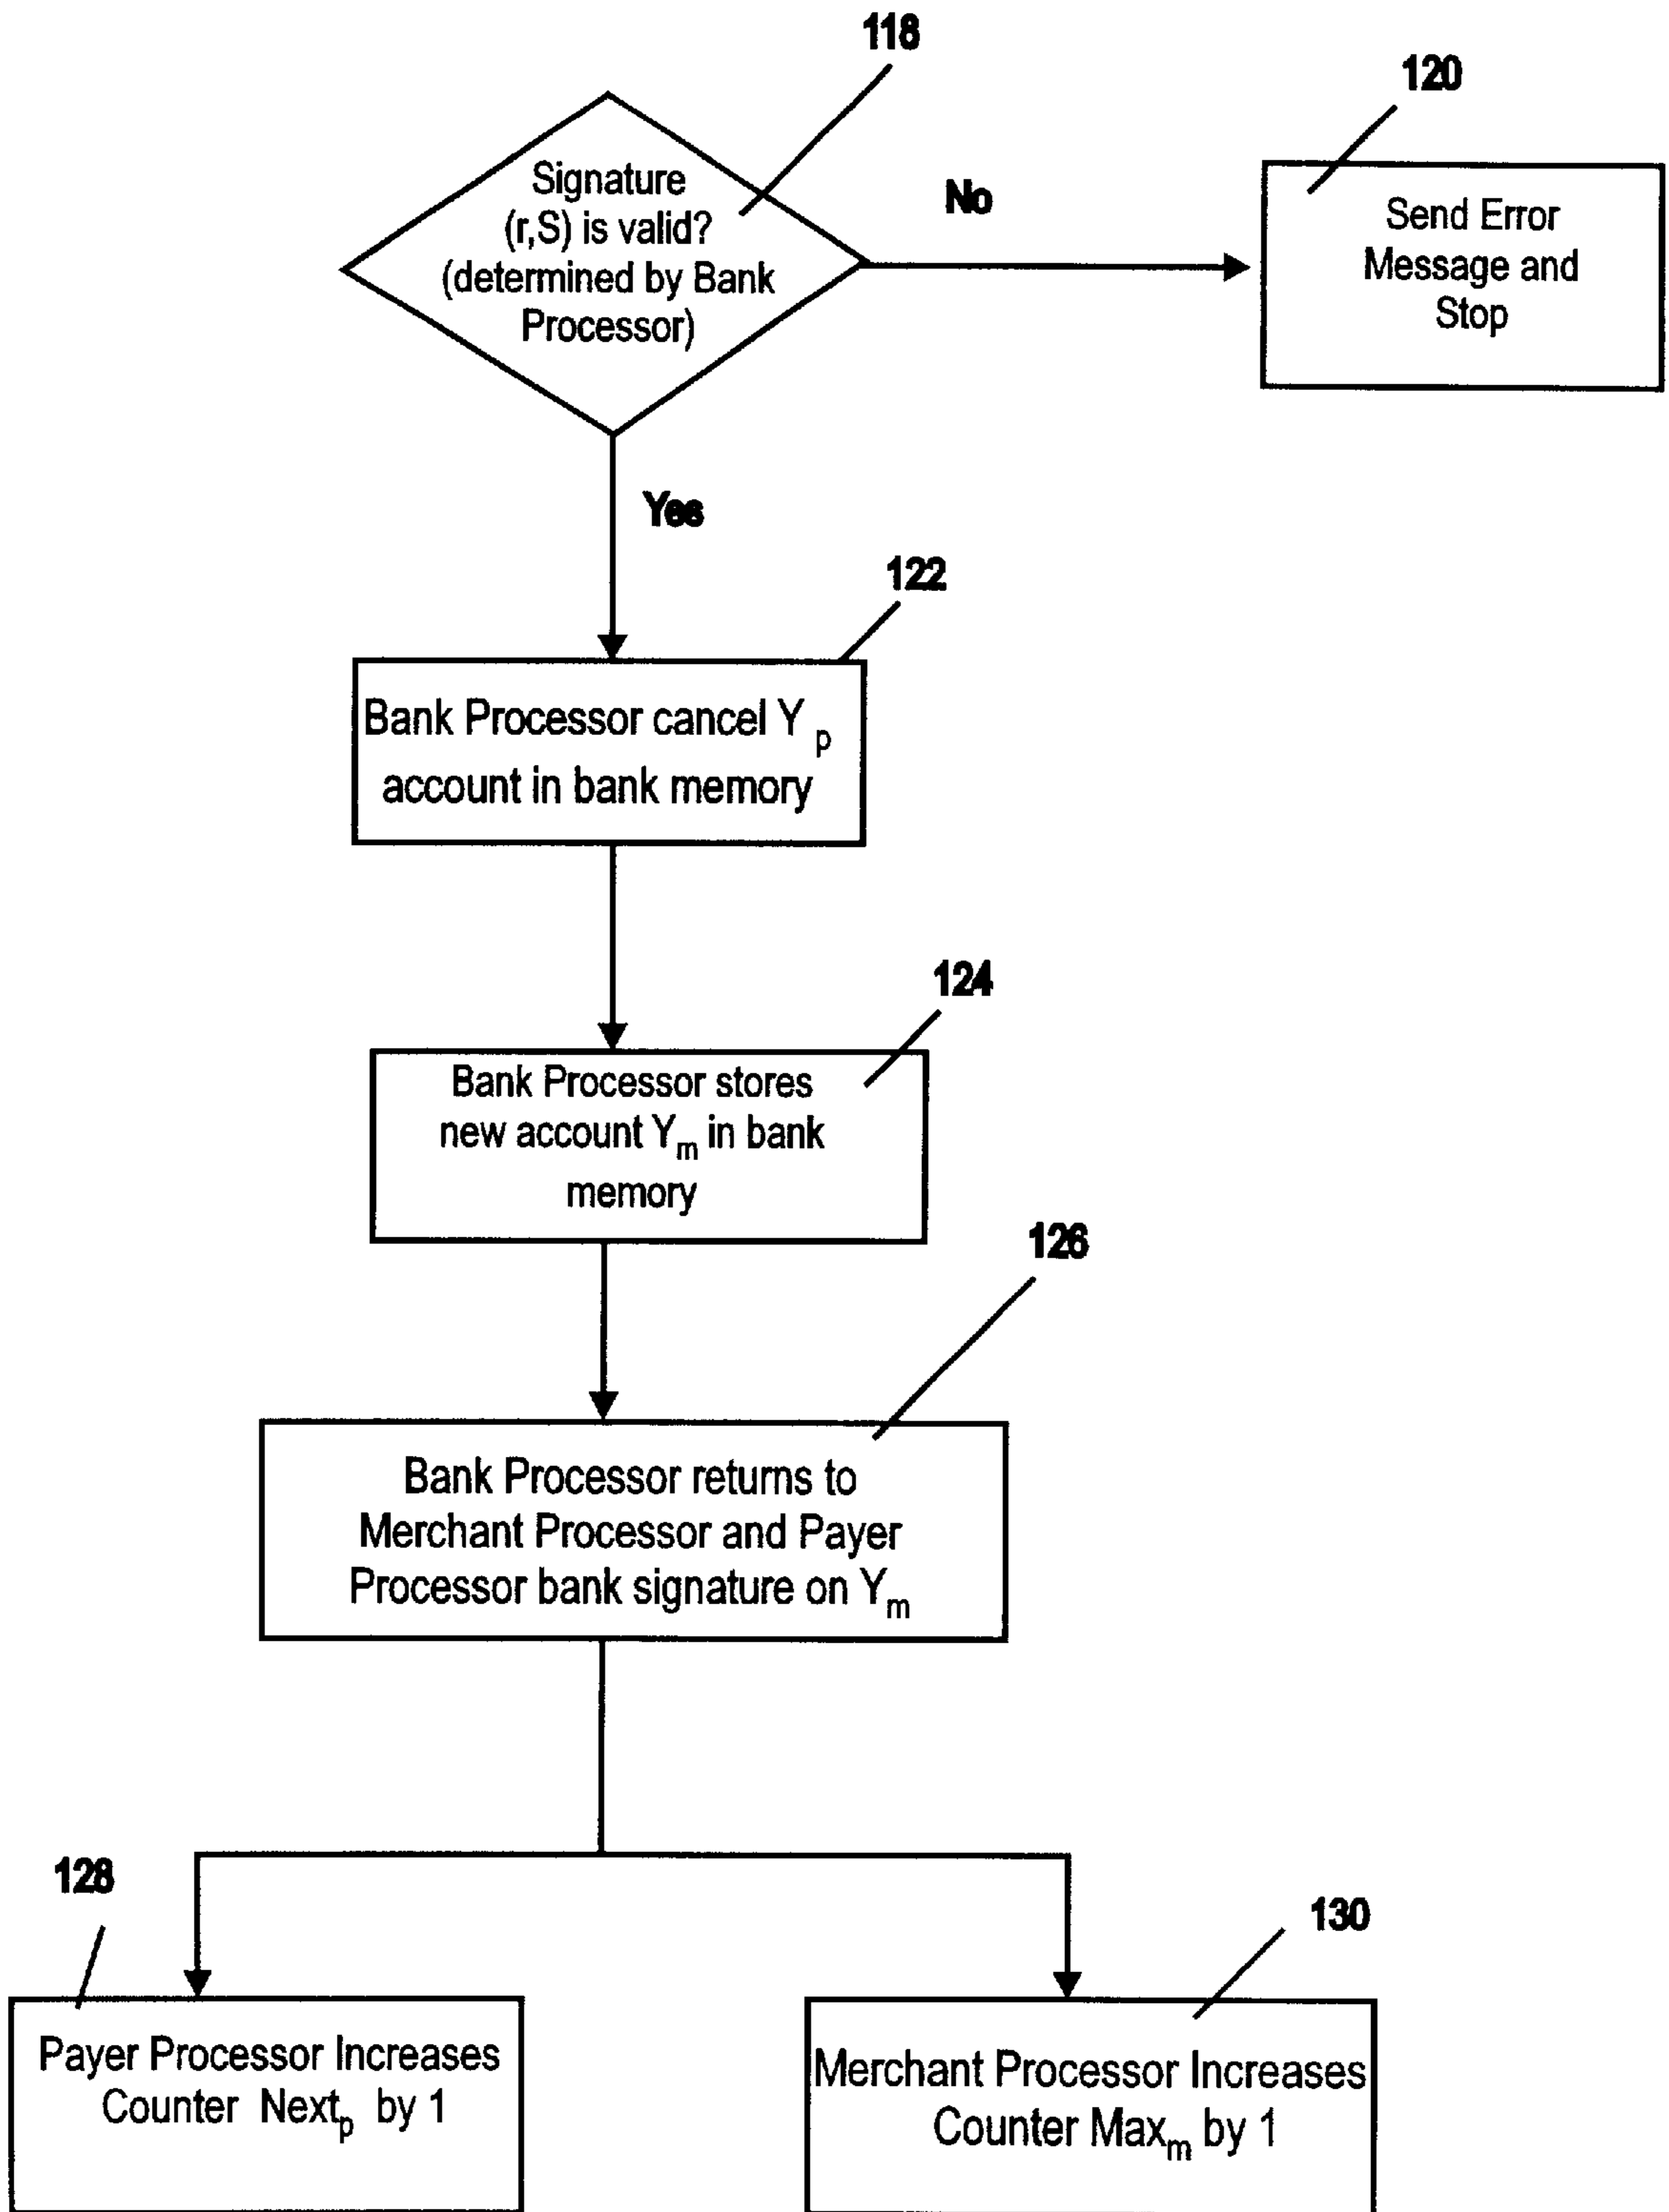 118
120
Signature
(r,S) is valid?
(determined by Bank
Processor)
No
Send Error
Message and
Stop
Yes
122
Bank Processor cancel Y p
account in bank memory
124
Bank Processor stores
new account Ym in bank
memory
126
Bank Processor returns to
Merchant Processor and Payer
Processor bank signature on Ym
128
130
Payer Processor Increases
Counter Nextp by 1
Merchant Processor Increases
Counter Maxm by 1